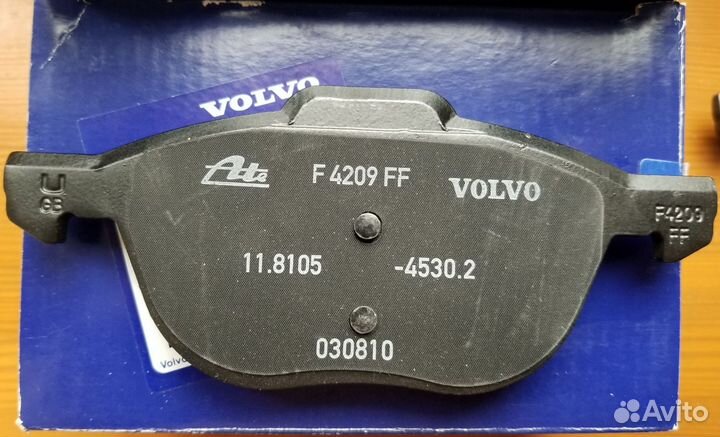 VOLVO
Ate F 4209 FF VOLVO
U
GB
F4209
FF
11.8105 -4530.2
030810
Volvo
Avito